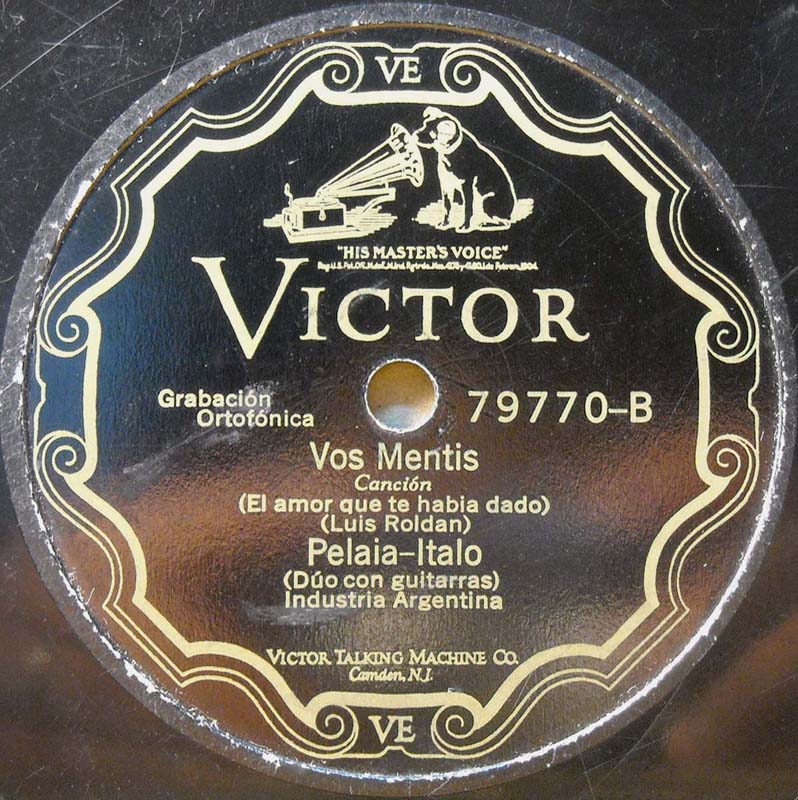 VE
"HIS MASTER'S VOICE"
VICTOR
Grabación
Ortofónica
79770-B
Vos Mentis
Canción
(El amor que te habia dado)
(Luis Roldan)
Pelaia-Italo
(Dúo con guitarras)
Industria Argentina
VICTOR TALKING MACHINE CO.
Camden, N.J.
VE